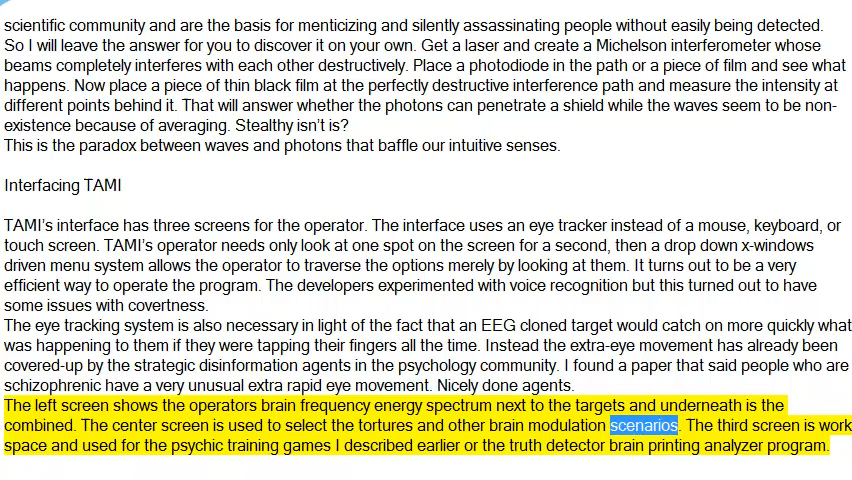 scientific community and are the basis for menticizing and silently assassinating people without easily being detected.
So I will leave the answer for you to discover it on your own. Get a laser and create a Michelson interferometer whose
beams completely interferes with each other destructively. Place a photodiode in the path or a piece of film and see what
happens. Now place a piece of thin black film at the perfectly destructive interference path and measure the intensity at
different points behind it. That will answer whether the photons can penetrate a shield while the waves seem to be non-
existence because of averaging. Stealthy isn't is?
This is the paradox between waves and photons that baffle our intuitive senses.
Interfacing TAMI
TAMI's interface has three screens for the operator. The interface uses an eye tracker instead of a mouse, keyboard, or
touch screen. TAMI's operator needs only look at one spot on the screen for a second, then a drop down x-windows
driven menu system allows the operator to traverse the options merely by looking at them. It turns out to be a very
efficient way to operate the program. The developers experimented with voice recognition but this turned out to have
some issues with covertness.
The eye tracking system is also necessary in light of the fact that an EEG cloned target would catch on more quickly what
was happening to them if they were tapping their fingers all the time. Instead the extra-eye movement has already been
covered-up by the strategic disinformation agents in the psychology community. I found a paper that said people who are
schizophrenic have a very unusual extra rapid eye movement. Nicely done agents.
The left screen shows the operators brain frequency energy spectrum next to the targets and underneath is the
combined. The center screen is used to select the tortures and other brain modulation scenarios. The third screen is work
space and used for the psychic training games I described earlier or the truth detector brain printing analyzer program.